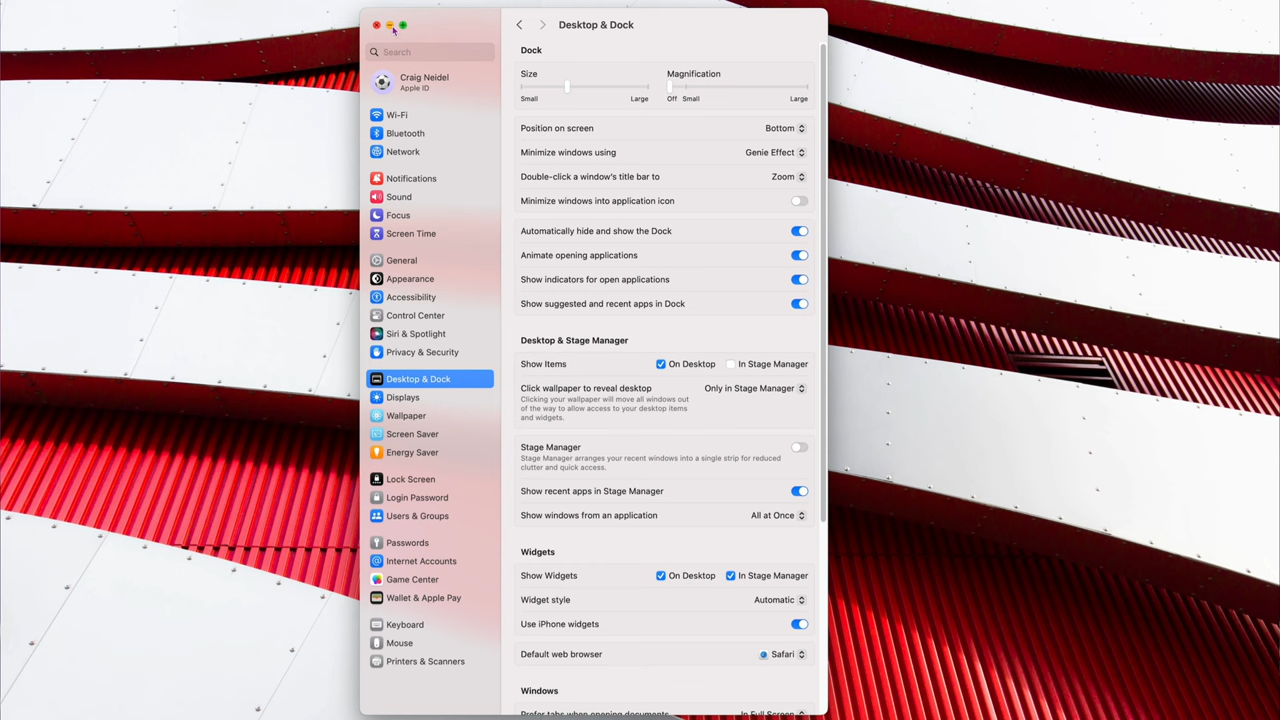 Search
Craig Neidel
Apple ID
Wi-Fi
Bluetooth
Network
Notifications
Sound
Focus
Screen Time
General
Appearance
Accessibility
Control Center
Siri & Spotlight
Privacy & Security
Desktop & Dock
Displays
Wallpaper
Screen Saver
Energy Saver
Lock Screen
Login Password
Users & Groups
Passwords
Internet Accounts
Game Center
Wallet & Apple Pay
Keyboard
Mouse
Printers & Scanners
Desktop & Dock
Dock
Size Magnification
Small Large Off Small Large
Position on screen Bottom
Minimize windows using Genie Effect
Double-click a window's title bar to Zoom
Minimize windows into application icon
Automatically hide and show the Dock
Animate opening applications
Show indicators for open applications
Show suggested and recent apps in Dock
Desktop & Stage Manager
Show Items On Desktop In Stage Manager
Click wallpaper to reveal desktop Only in Stage Manager
Clicking your wallpaper will move all windows out
of the way to allow access to your desktop items
and widgets.
Stage Manager
Stage Manager arranges your recent windows into a single strip for reduced
clutter and quick access.
Show recent apps in Stage Manager
Show windows from an application All at Once
Widgets
Show Widgets On Desktop In Stage Manager
Widget style Automatic
Use iPhone widgets
Default web browser Safari
Windows
Prefer tabs when opening documents In Full Screen